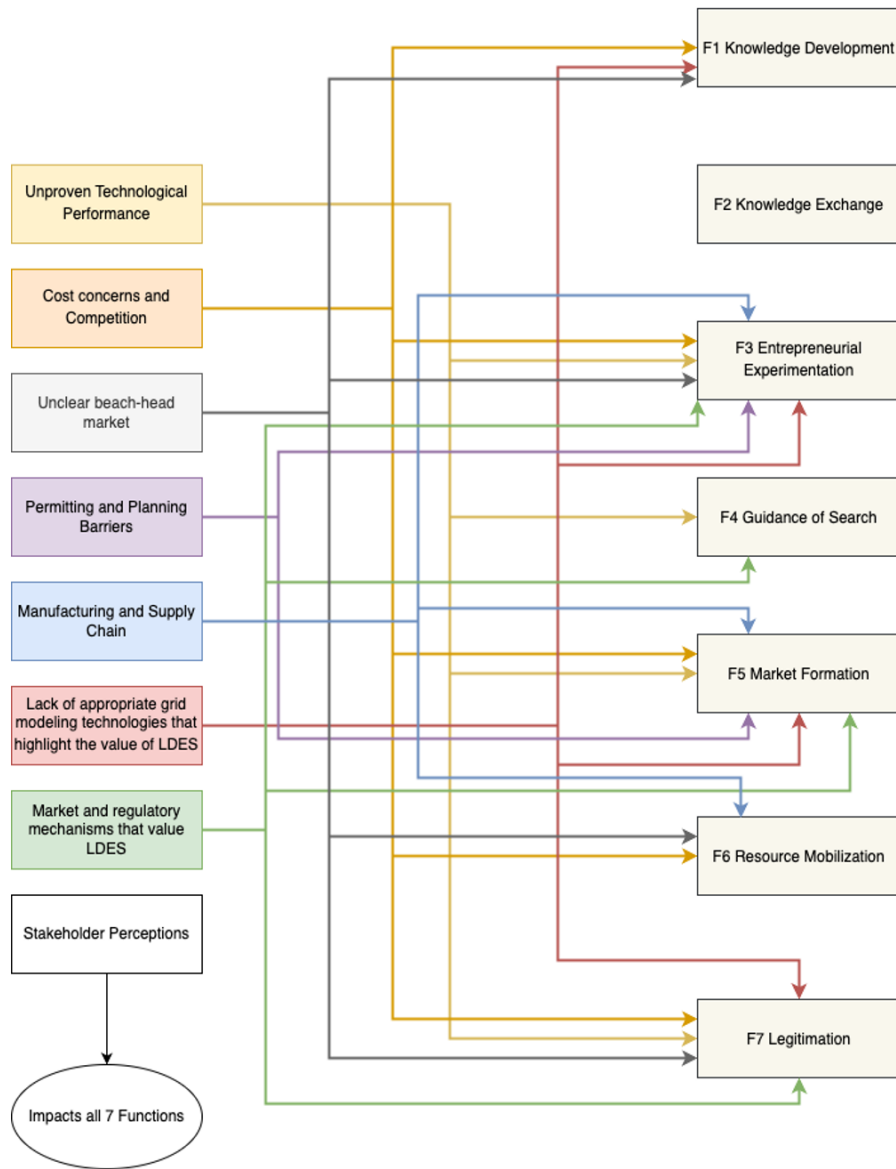 F1 Knowledge Development
Unproven Technological
Performance
F2 Knowledge Exchange
Cost concerns and
Competition
F3 Entrepreneurial
Experimentation
Unclear beach-head
market
Permitting and Planning
Barriers
F4 Guidance of Search
Manufacturing and Supply
Chain
F5 Market Formation
Lack of appropriate grid
modeling technologies that
highlight the value of LDES
Market and regulatory
mechanisms that value
LDES
F6 Resource Mobilization
Stakeholder Perceptions
F7 Legitimation
Impacts all 7 Functions